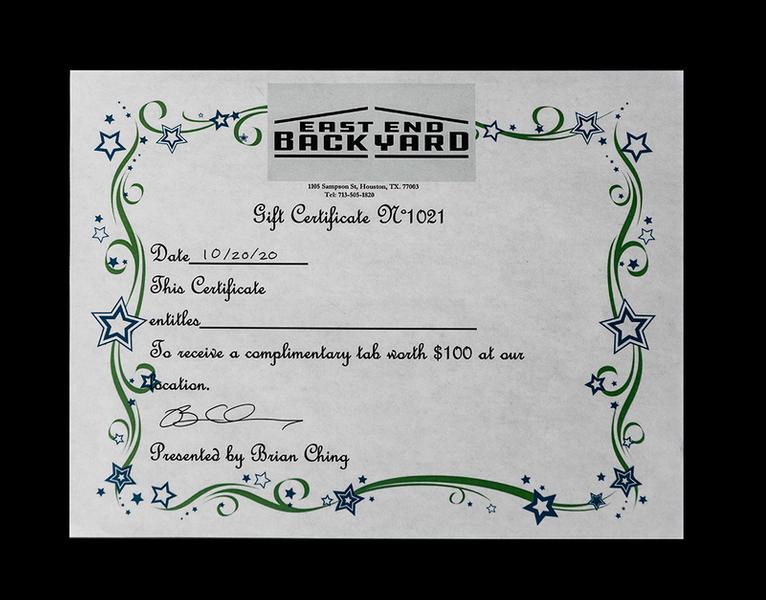 EAST END
BACKYARD
1105 Sampson St, Houston, TX. 77003
Tel: 713-505-1820
Gift Certificate N°1021
Date 10/20/20
This Certificate
entitles
To receive a complimentary tab worth $100 at our
location.
Presented by Brian Ching